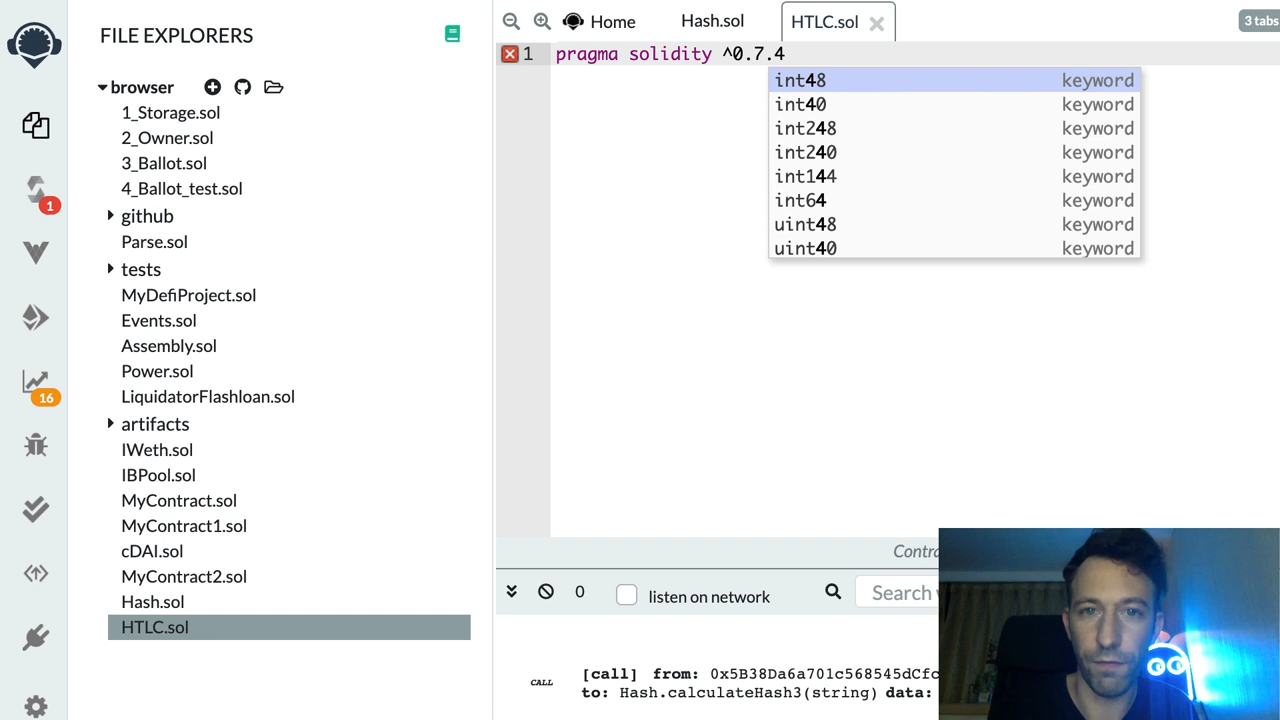 FILE EXPLORERS
browser
1_Storage.sol
2_Owner.sol
3_Ballot.sol
4_Ballot_test.sol
github
Parse.sol
tests
MyDefiProject.sol
Events.sol
Assembly.sol
Power.sol
LiquidatorFlashloan.sol
artifacts
IWeth.sol
IBPool.sol
MyContract.sol
MyContract1.sol
cDAI.sol
MyContract2.sol
Hash.sol
HTLC.sol
1
16
Home Hash.sol HTLC.sol 3 tabs
1 pragma solidity ^0.7.4
int48 keyword
int40 keyword
int248 keyword
int240 keyword
int144 keyword
int64 keyword
uint48 keyword
uint40 keyword
Contra
0 listen on network Search
CALL [call] from: 0x5B38Da6a701c568545dCfc
to: Hash.calculateHash3(string) data: